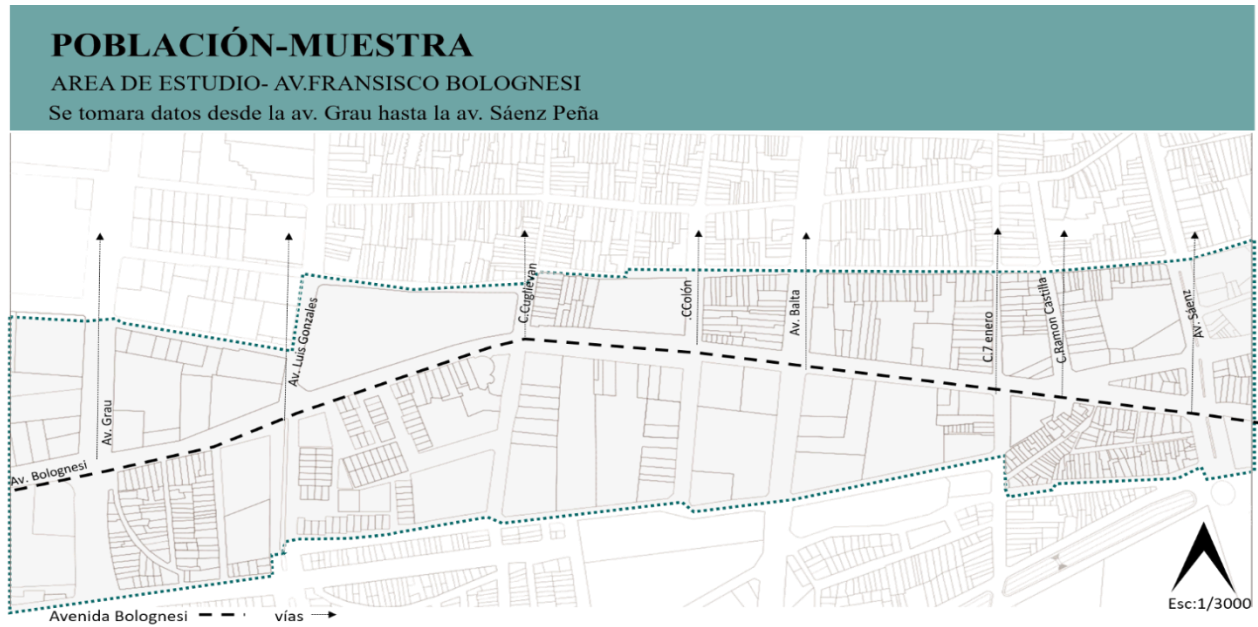 POBLACIÓN-MUESTRA
AREA DE ESTUDIO- AV.FRANSISCO BOLOGNESI
Se tomara datos desde la av. Grau hasta la av. Sáenz Peña
Av. Bolognesi
Av. Grau
Av. Luis Gonzales
C.Cuglievan
.CColón
Av. Balta
C.7 enero
C.Ramon Castilla
Av. Sáenz
Esc:1/3000
Avenida Bolognesi
vías